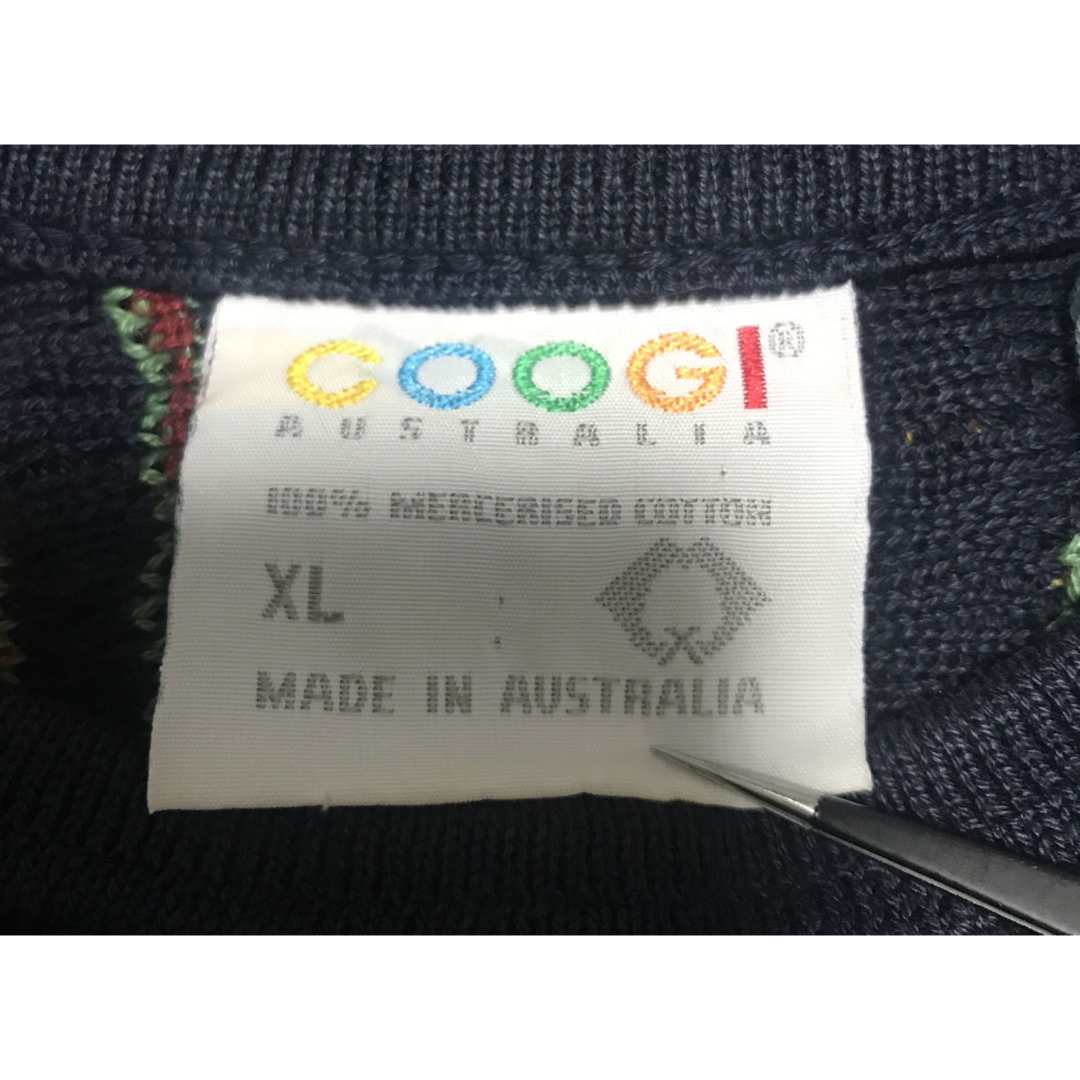 COOGI®
AUSTRALIA
100% MERCERISED COTTON
XL
MADE IN AUSTRALIA